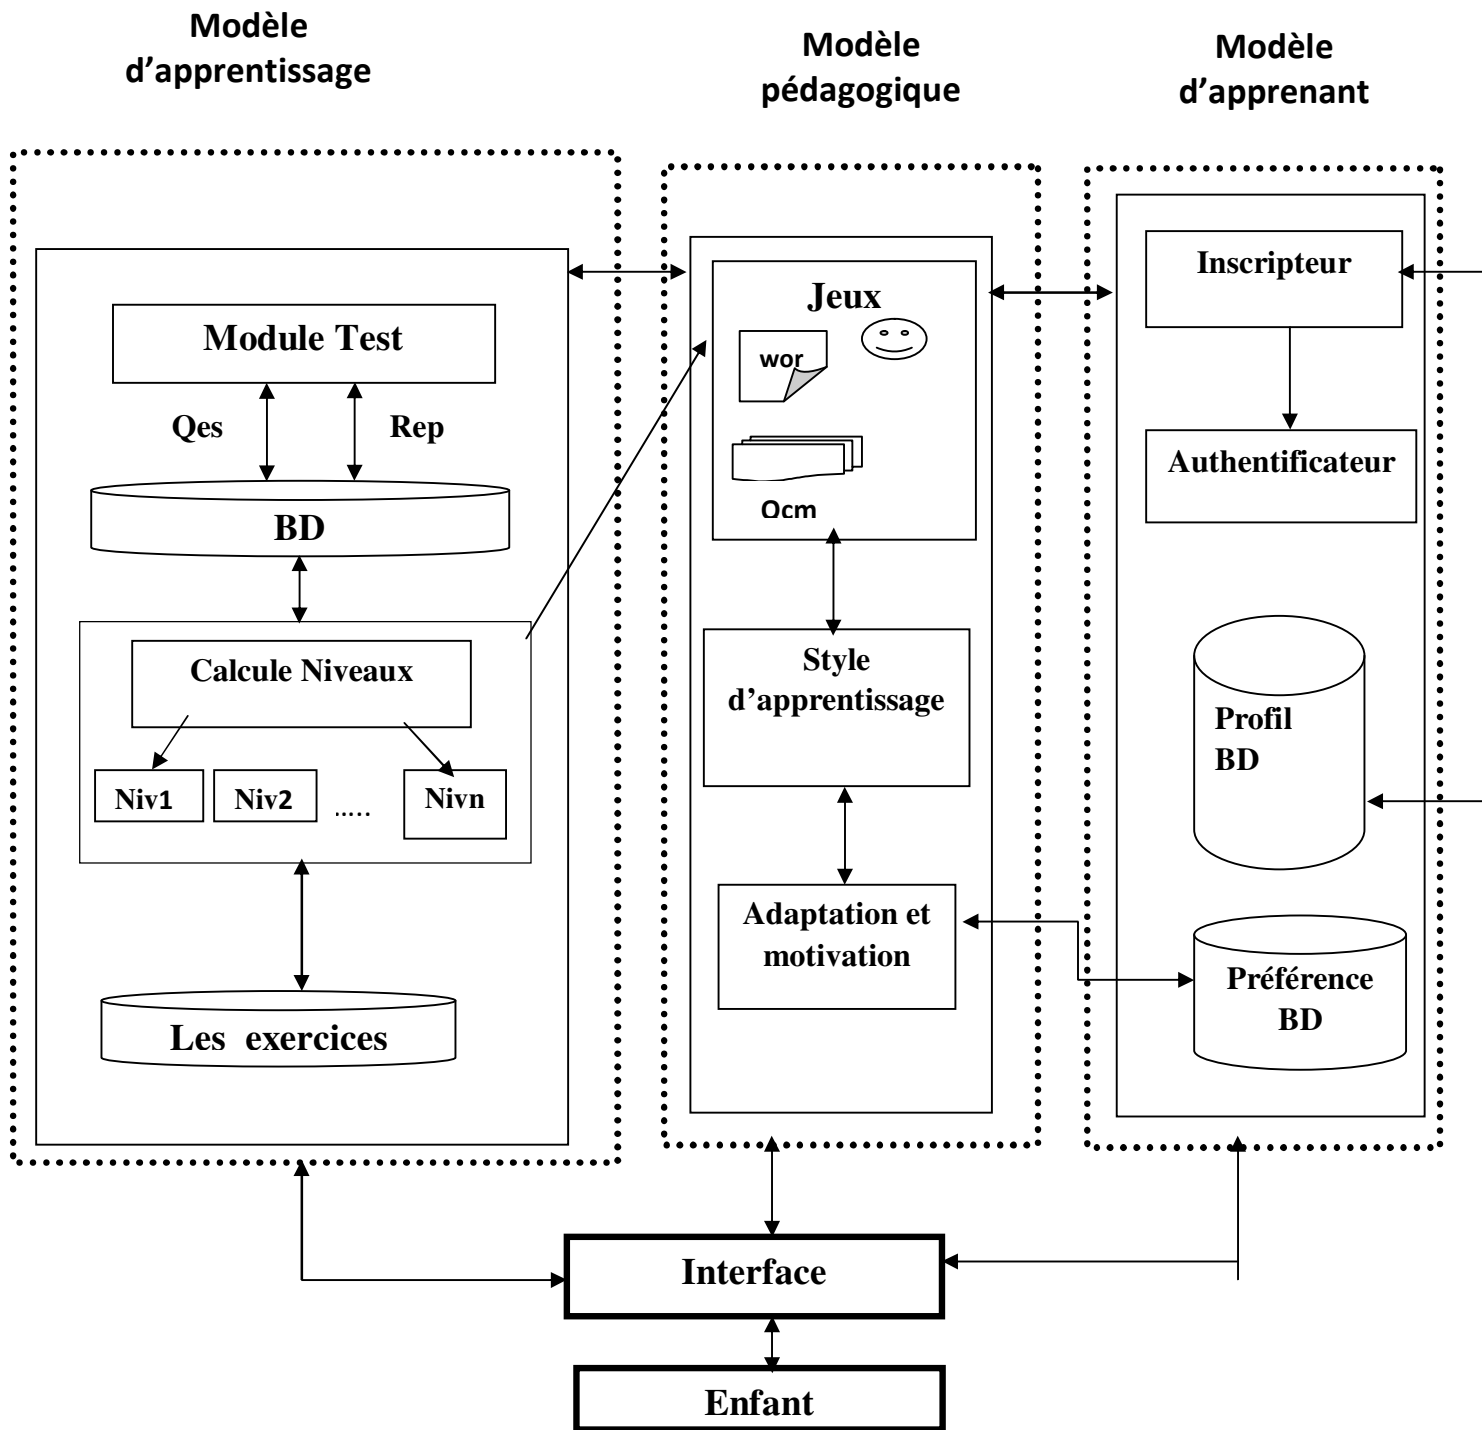 Modèle
d'apprentissage
Modèle
pédagogique
Modèle
d'apprenant
Module Test
Qes
Rep
BD
Calcule Niveaux
Niv1
Niv2
.....
Nivn
Les exercices
Jeux
wor
Qcm
Style
d'apprentissage
Adaptation et
motivation
Inscripteur
Authentificateur
Profil
BD
Préférence
BD
Interface
Enfant